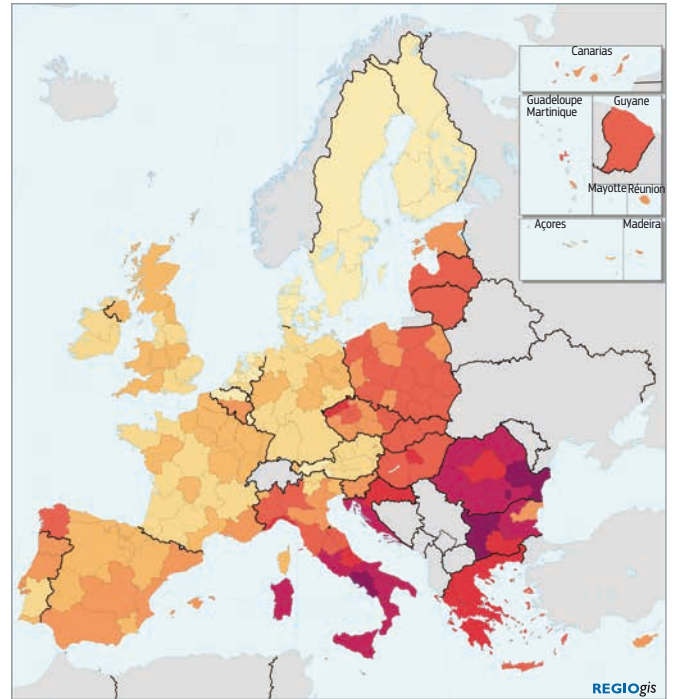 Canarias
Guadeloupe
Martinique
Guyane
Mayotte
Réunion
Açores
Madeira
REGIOgis